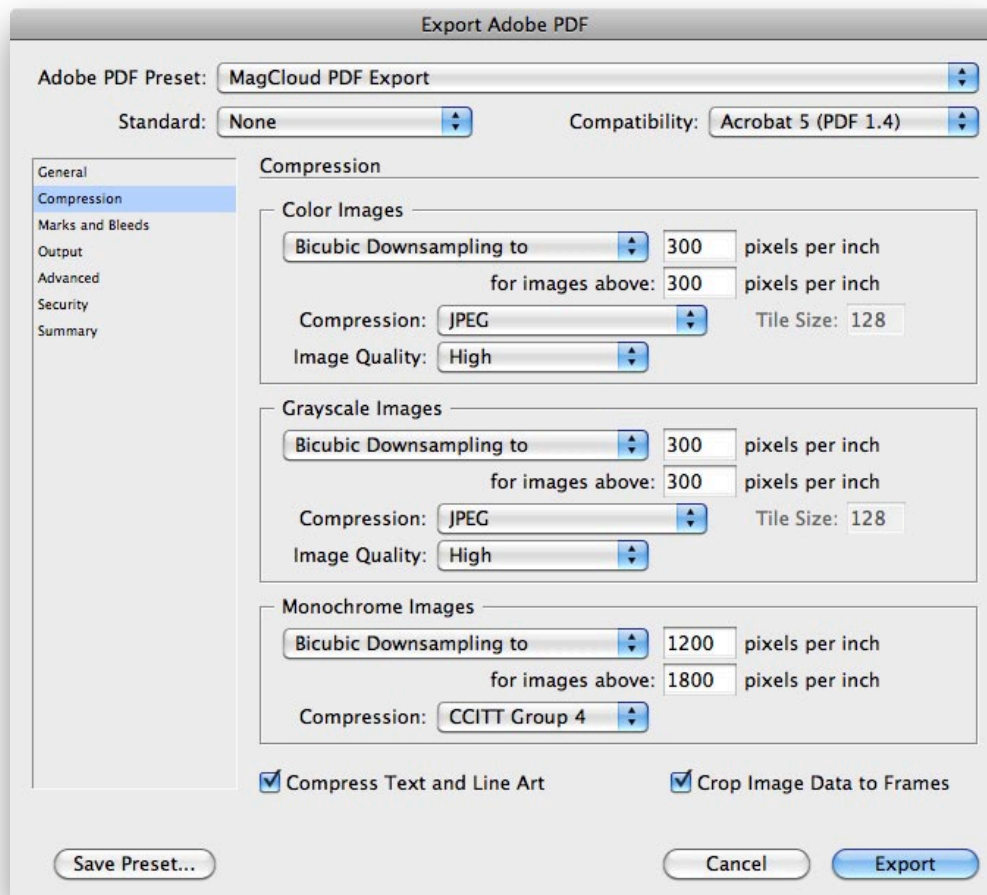 Export Adobe PDF
Adobe PDF Preset: MagCloud PDF Export
Standard: None Compatibility: Acrobat 5 (PDF 1.4)
General
Compression
Marks and Bleeds
Output
Advanced
Security
Summary
Compression
Color Images
Bicubic Downsampling to 300 pixels per inch
for images above: 300 pixels per inch
Compression: JPEG Tile Size: 128
Image Quality: High
Grayscale Images
Bicubic Downsampling to 300 pixels per inch
for images above: 300 pixels per inch
Compression: JPEG Tile Size: 128
Image Quality: High
Monochrome Images
Bicubic Downsampling to 1200 pixels per inch
for images above: 1800 pixels per inch
Compression: CCITT Group 4
Compress Text and Line Art Crop Image Data to Frames
Save Preset... Cancel Export